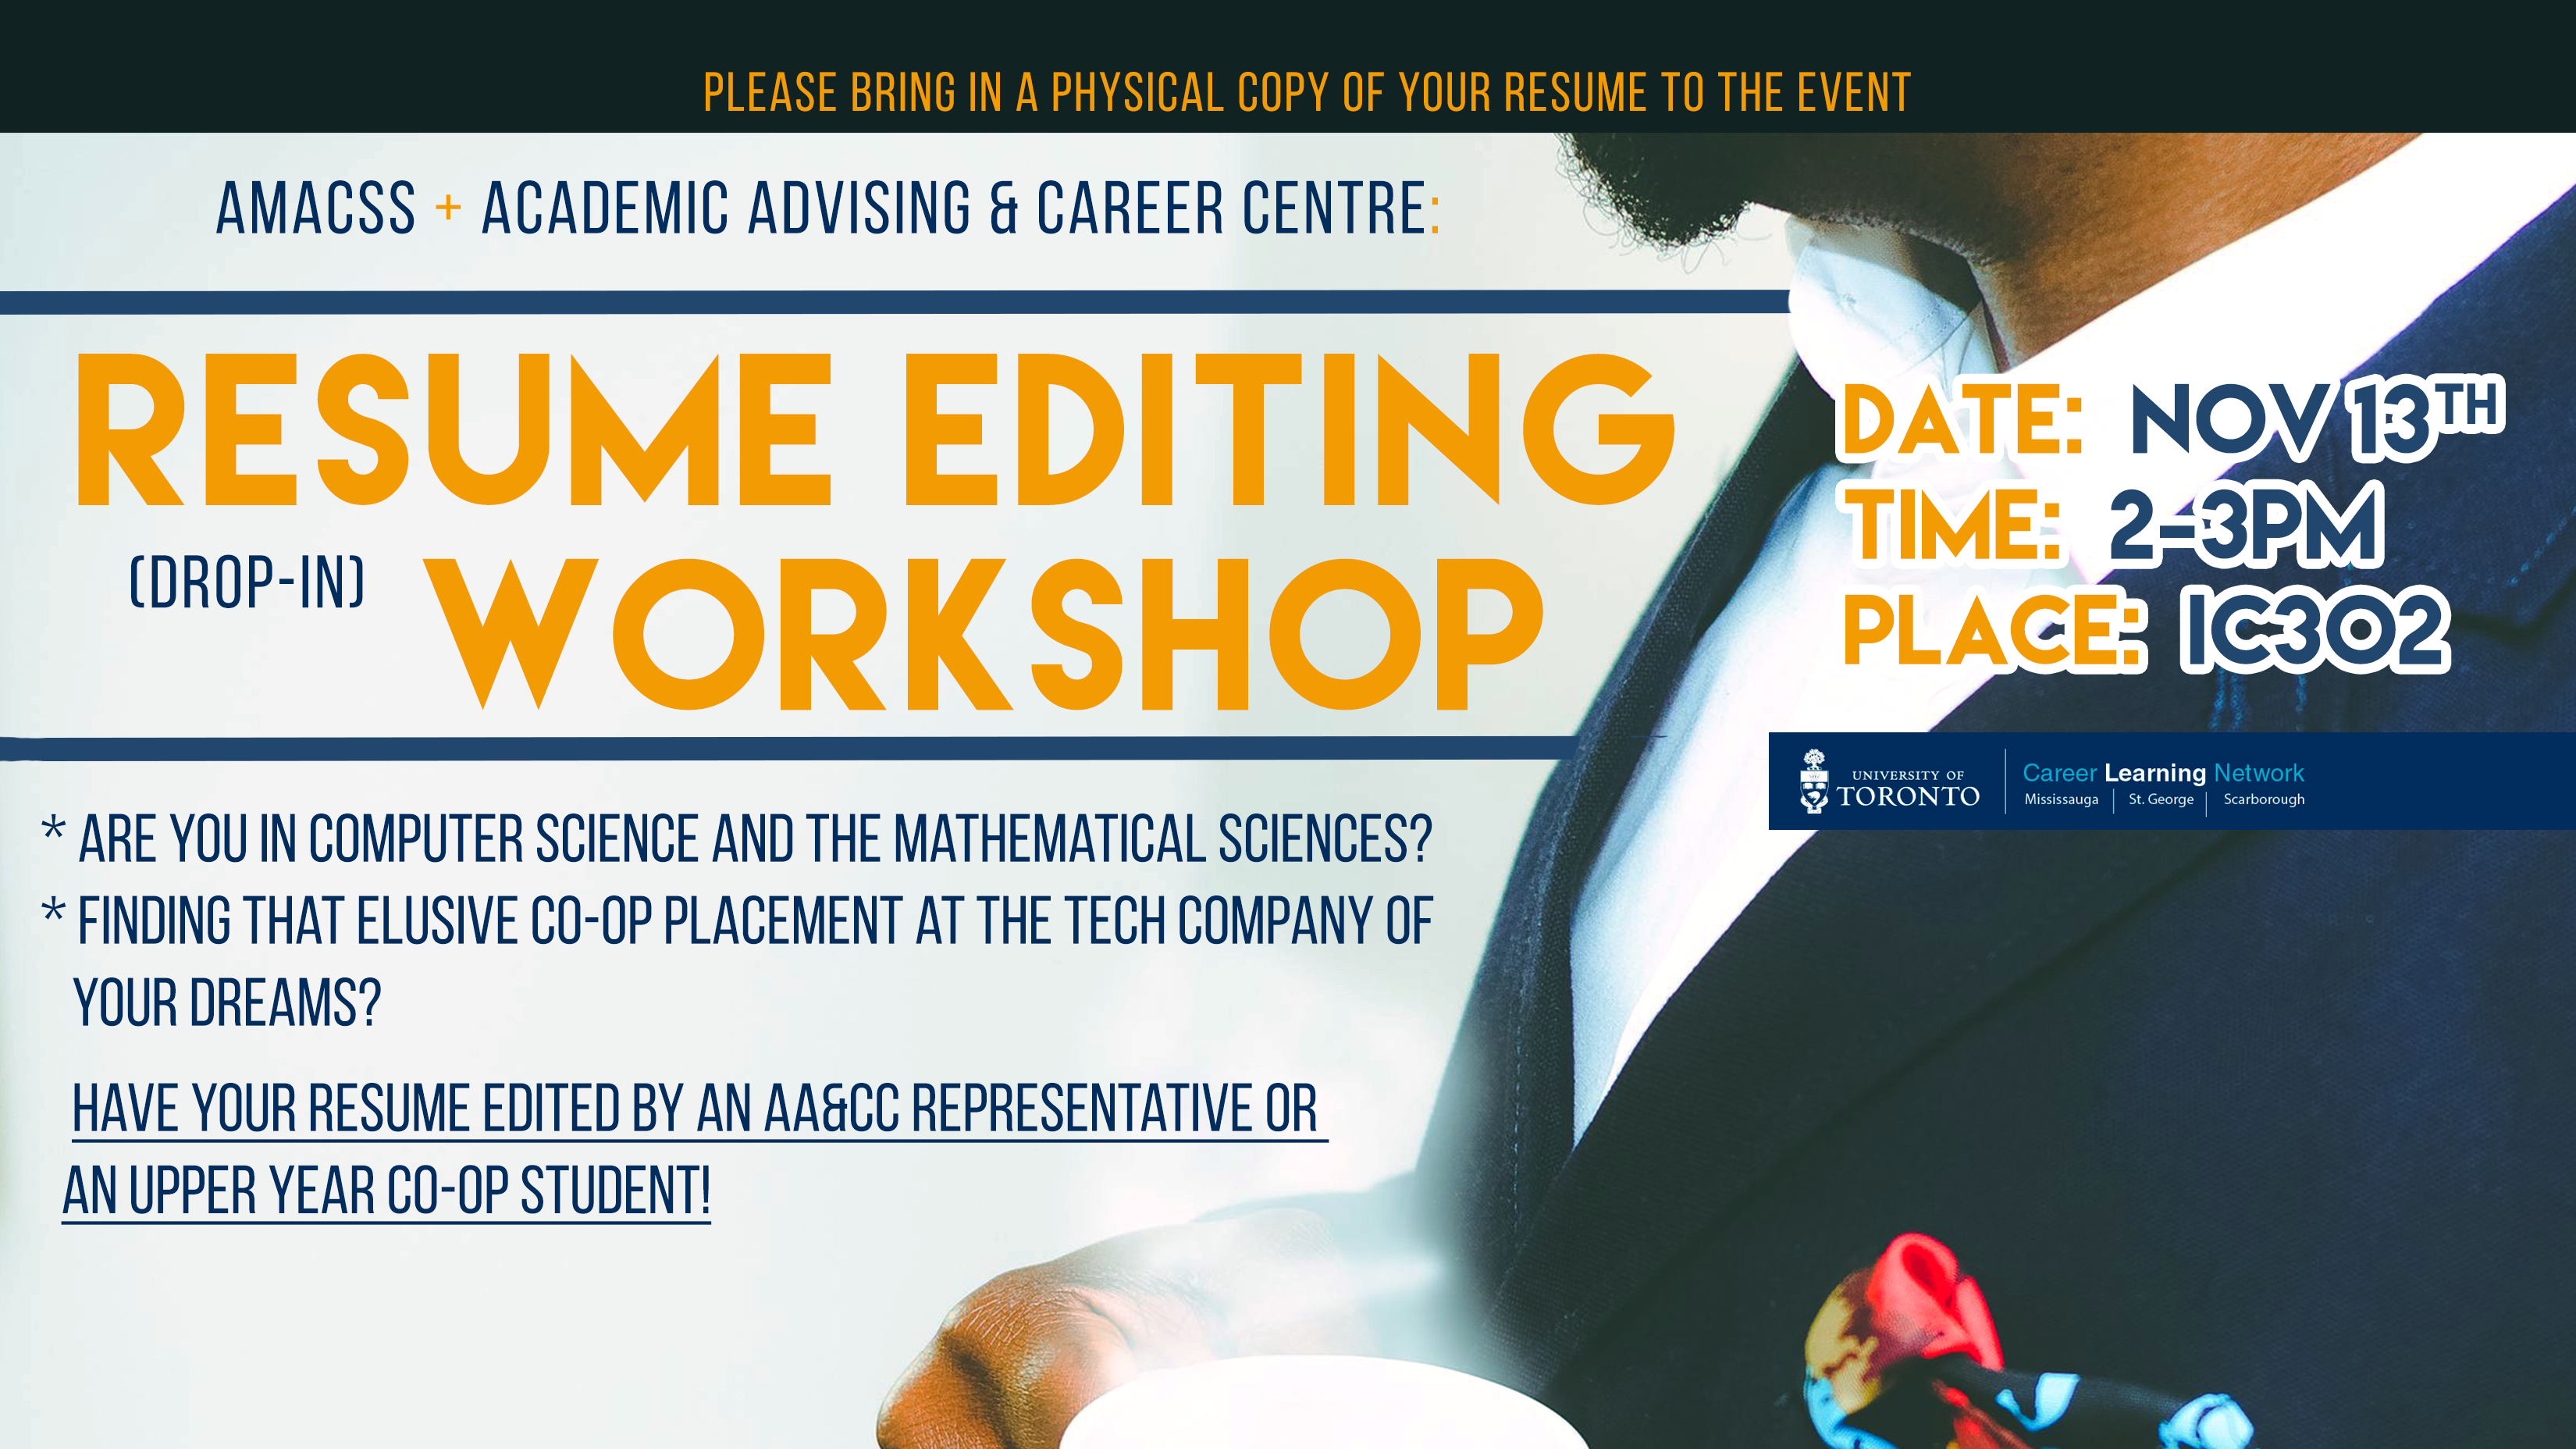 PLEASE BRING IN A PHYSICAL COPY OF YOUR RESUME TO THE EVENT
AMACSS + ACADEMIC ADVISING & CAREER CENTRE:
RESUME EDITING
(DROP-IN) WORKSHOP
DATE: NOV 13TH
TIME: 2-3PM
PLACE: IC302
UNIVERSITY OF
TORONTO
Career Learning Network
Mississauga | St. George | Scarborough
* ARE YOU IN COMPUTER SCIENCE AND THE MATHEMATICAL SCIENCES?
* FINDING THAT ELUSIVE CO-OP PLACEMENT AT THE TECH COMPANY OF
YOUR DREAMS?
HAVE YOUR RESUME EDITED BY AN AA&CC REPRESENTATIVE OR
AN UPPER YEAR CO-OP STUDENT!